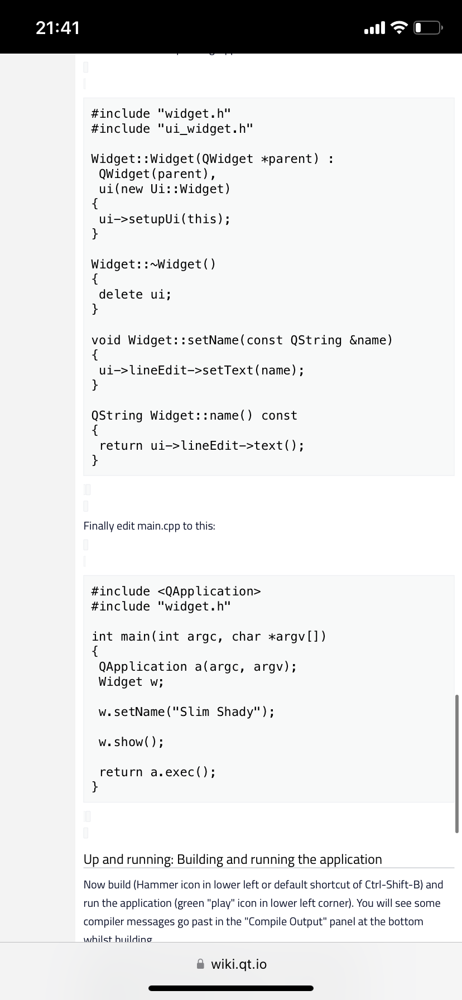 21:41
#include "widget.h"
#include "ui_widget.h"
Widget::Widget(QWidget *parent) :
QWidget(parent),
ui(new Ui::Widget)
{
ui->setupUi(this);
}
Widget::~Widget()
{
delete ui;
}
void Widget::setName(const QString &name)
{
ui->lineEdit->setText(name);
}
QString Widget::name() const
{
return ui->lineEdit->text();
}
Finally edit main.cpp to this:
#include <QApplication>
#include "widget.h"
int main(int argc, char *argv[])
{
QApplication a(argc, argv);
Widget w;
w.setName("Slim Shady");
w.show();
return a.exec();
}
Up and running: Building and running the application
Now build (Hammer icon in lower left or default shortcut of Ctrl-Shift-B) and
run the application (green "play" icon in lower left corner). You will see some
compiler messages go past in the "Compile Output" panel at the bottom
whilst building
wiki.qt.io